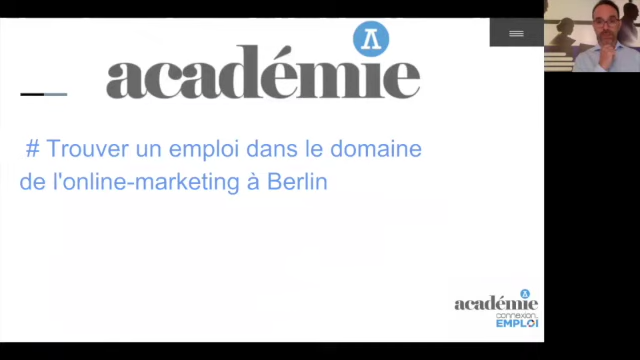 académie
# Trouver un emploi dans le domaine
de l'online-marketing à Berlin
académie
connexion
EMPLOI